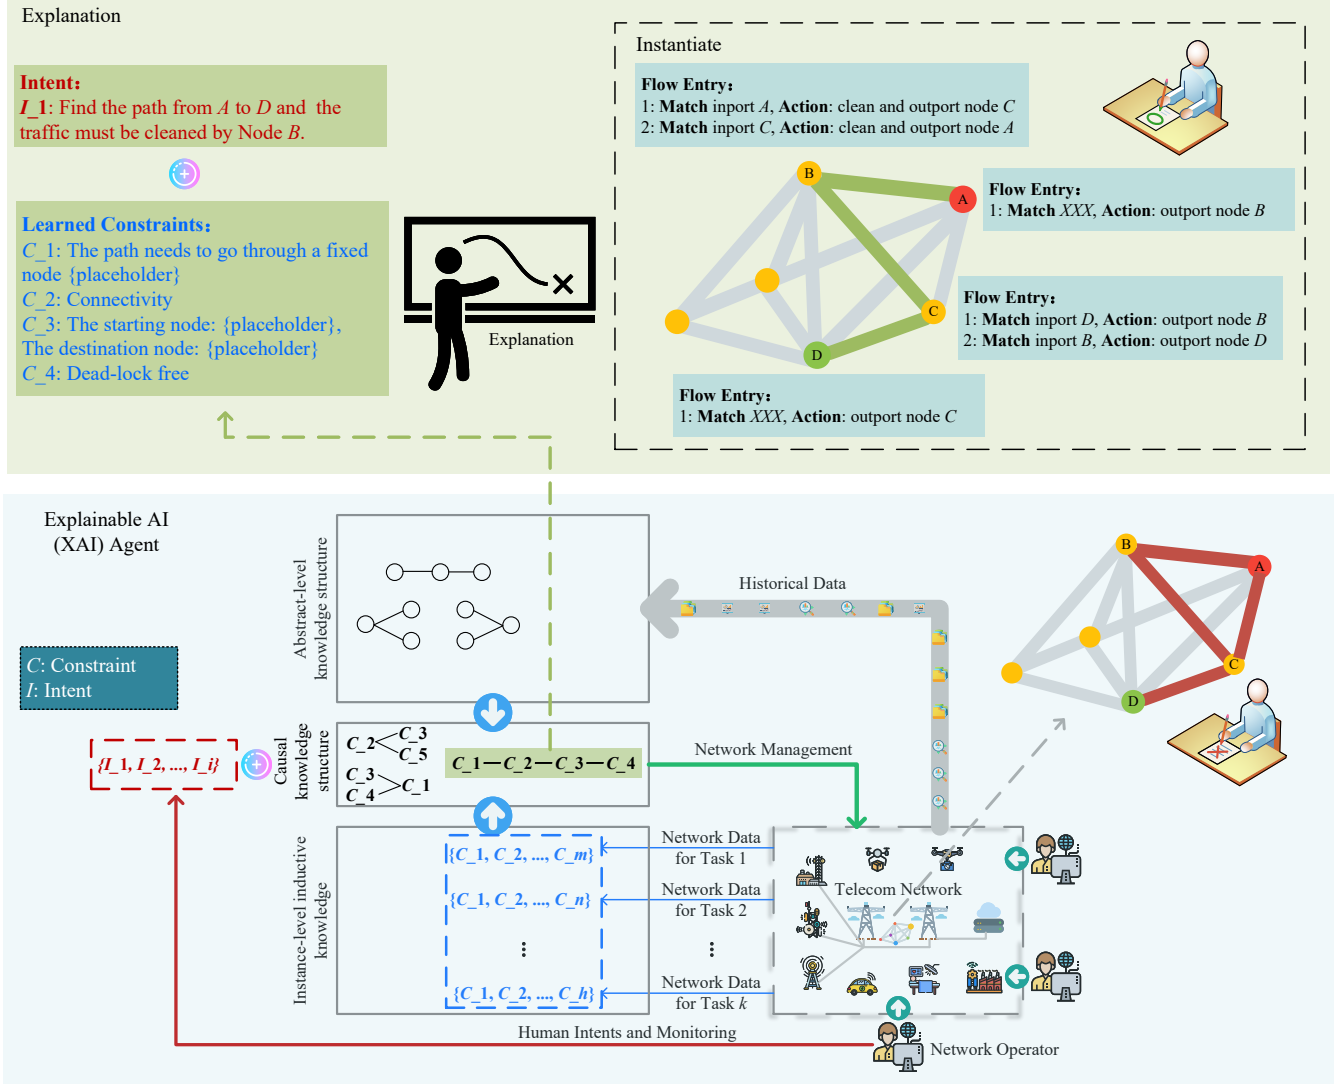 Explanation
Intent：
I_1: Find the path from A to D and the
traffic must be cleaned by Node B.
Learned Constraints：
C_1: The path needs to go through a fixed
node {placeholder}
C_2: Connectivity
C_3: The starting node: {placeholder},
The destination node: {placeholder}
C_4: Dead-lock free
Explanation
Instantiate
Flow Entry：
1: Match inport A, Action: clean and outport node C
2: Match inport C, Action: clean and outport node A
B
A
C
D
Flow Entry：
1: Match XXX, Action: outport node B
Flow Entry：
1: Match inport D, Action: outport node B
2: Match inport B, Action: outport node D
Flow Entry：
1: Match XXX, Action: outport node C
Explainable AI
(XAI) Agent
C: Constraint
I: Intent
{I_1, I_2, ..., I_i}
Abstract-level
knowledge structure
Causal
knowledge
structure
C_2
C_3
C_5
C_3
C_4
C_1
C_1—C_2—C_3—C_4
Instance-level inductive
knowledge
{C_1, C_2, ..., C_m}
{C_1, C_2, ..., C_n}
⋮
{C_1, C_2, ..., C_h}
Historical Data
Network Management
Network Data
for Task 1
Network Data
for Task 2
⋮
Network Data
for Task k
Telecom Network
B
A
C
D
Human Intents and Monitoring
Network Operator